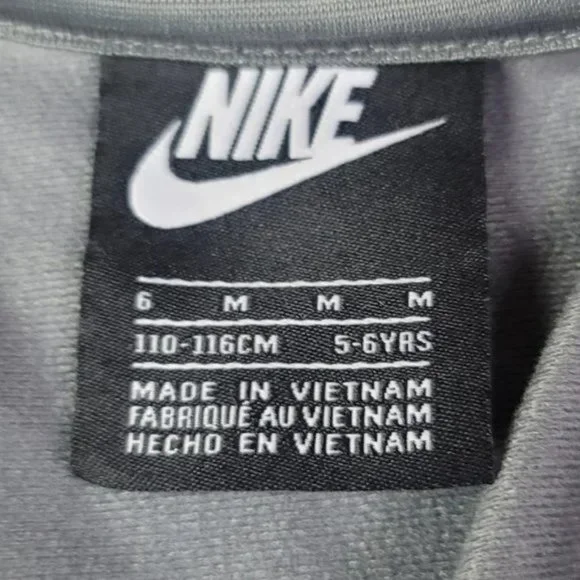 NIKE
6 M M M
110-116CM 5-6YRS
MADE IN VIETNAM
FABRIQUÉ AU VIETNAM
HECHO EN VIETNAM